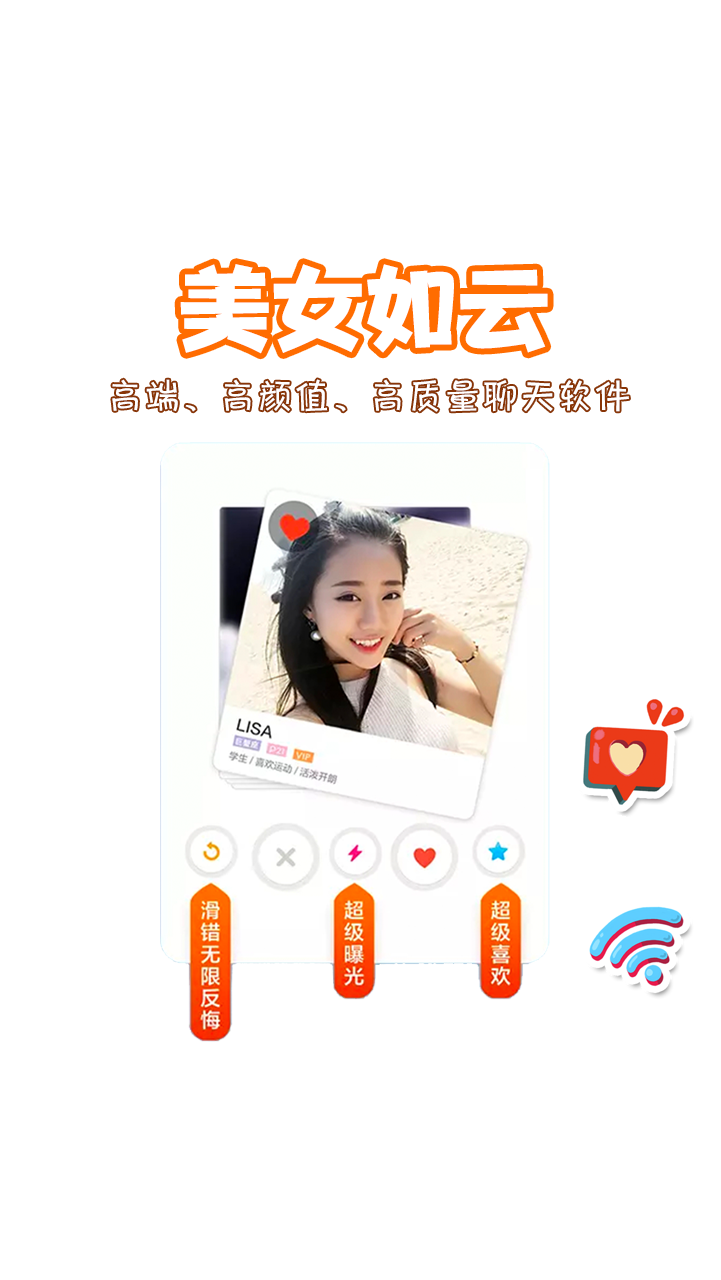 美女如云
高端、高颜值、高质量聊天软件
LISA
巨蟹座 P21 VIP
学生 / 喜欢运动 / 活泼开朗
滑错无限反悔
超级曝光
超级喜欢